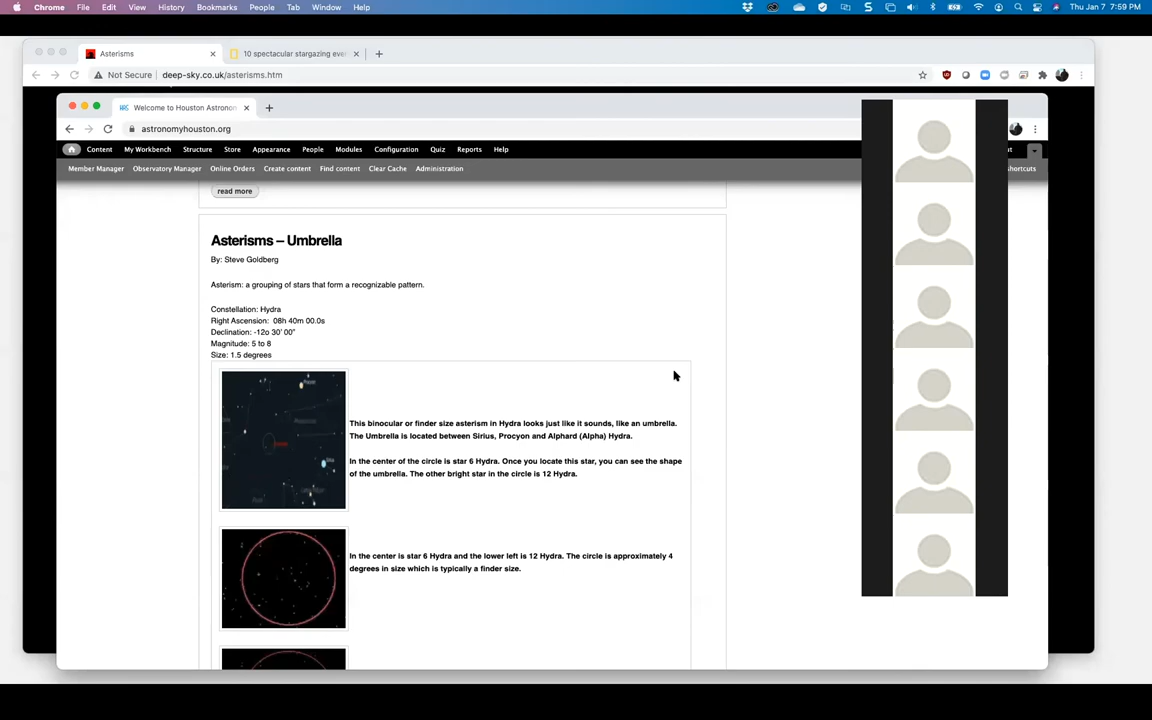 Chrome File Edit View History Bookmarks People Tab Window Help Thu Jan 7 7:59 PM
Asterisms 10 spectacular stargazing eve
Not Secure deep-sky.co.uk/asterisms.htm
Welcome to Houston Astronom
astronomyhouston.org
Content My Workbench Structure Store Appearance People Modules Configuration Quiz Reports Help
Member Manager Observatory Manager Online Orders Create content Find content Clear Cache Administration shortcuts
read more
Asterisms – Umbrella
By: Steve Goldberg
Asterism: a grouping of stars that form a recognizable pattern.
Constellation: Hydra
Right Ascension: 08h 40m 00.0s
Declination: -12o 30' 00"
Magnitude: 5 to 8
Size: 1.5 degrees
This binocular or finder size asterism in Hydra looks just like it sounds, like an umbrella.
The Umbrella is located between Sirius, Procyon and Alphard (Alpha) Hydra.
In the center of the circle is star 6 Hydra. Once you locate this star, you can see the shape
of the umbrella. The other bright star in the circle is 12 Hydra.
In the center is star 6 Hydra and the lower left is 12 Hydra. The circle is approximately 4
degrees in size which is typically a finder size.